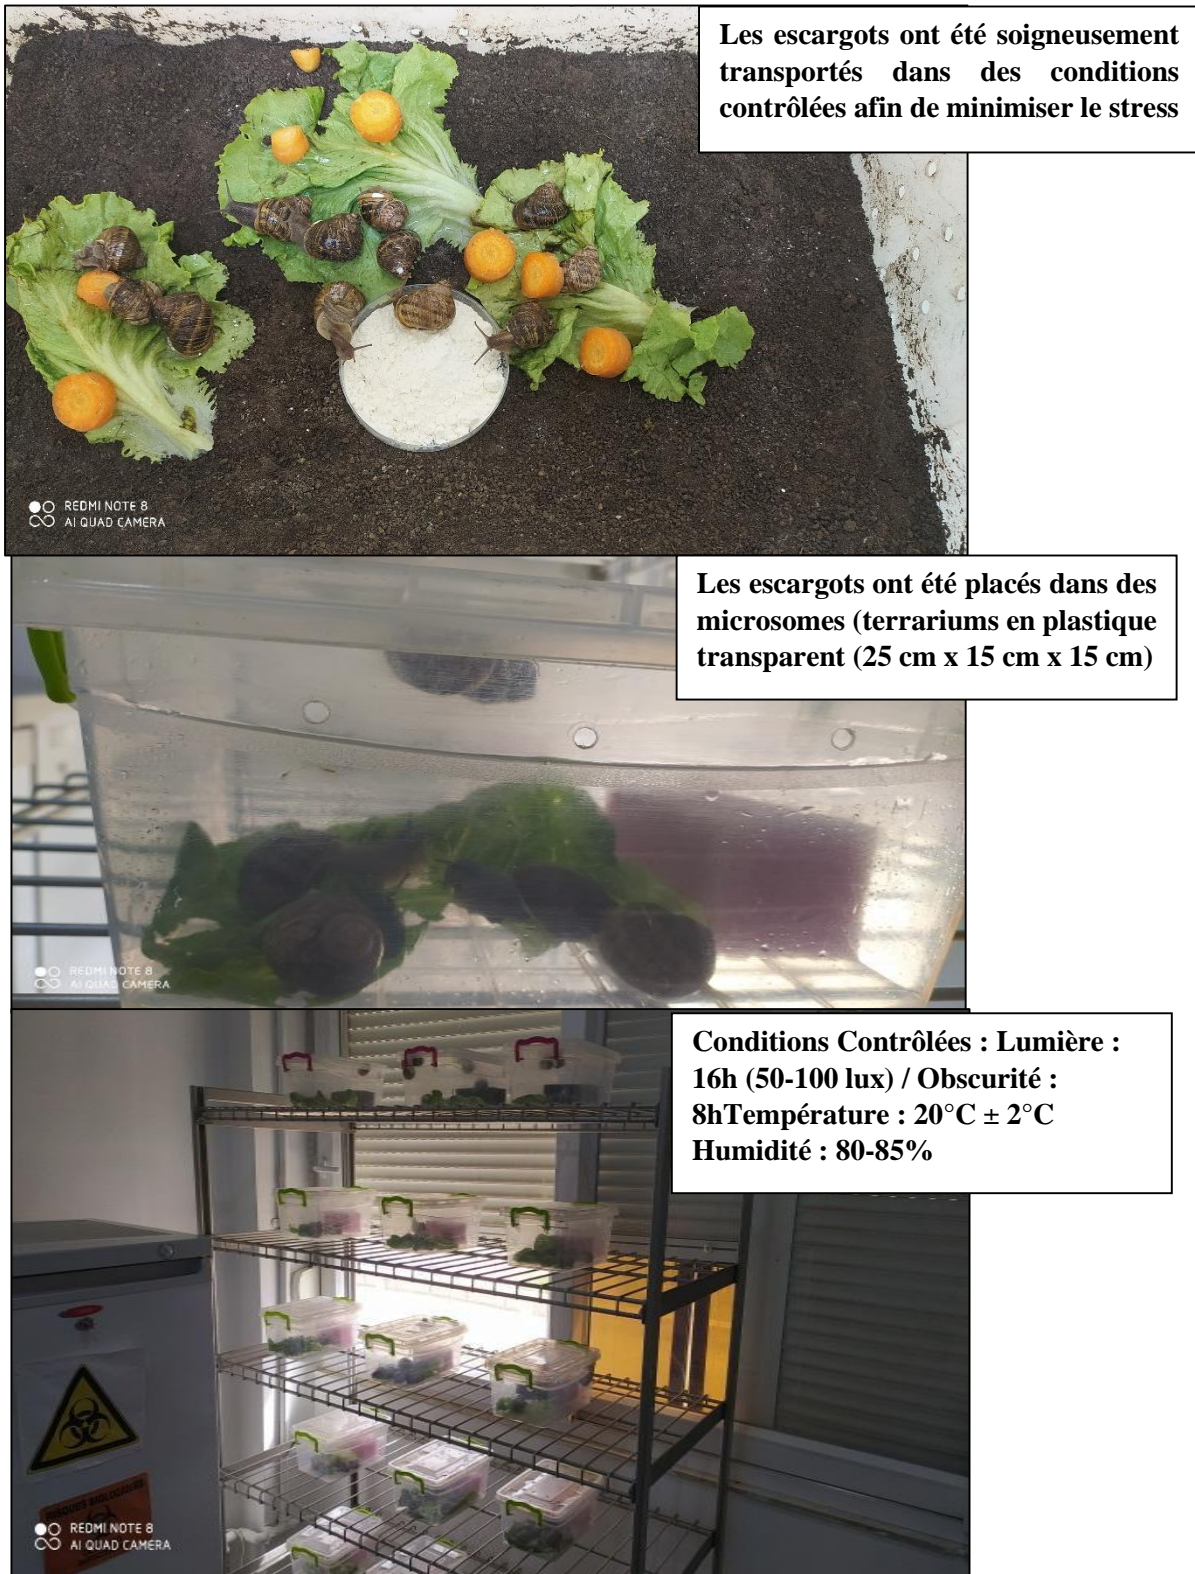 Les escargots ont été soigneusement
transportés dans des conditions
contrôlées afin de minimiser le stress
REDMI NOTE 8
AI QUAD CAMERA
Les escargots ont été placés dans des
microsomes (terrariums en plastique
transparent (25 cm x 15 cm x 15 cm)
REDMI NOTE 8
AI QUAD CAMERA
Conditions Contrôlées : Lumière :
16h (50-100 lux) / Obscurité :
8hTempérature : 20°C ± 2°C
Humidité : 80-85%
RISQUES BIOLOGIQUES
REDMI NOTE 8
AI QUAD CAMERA